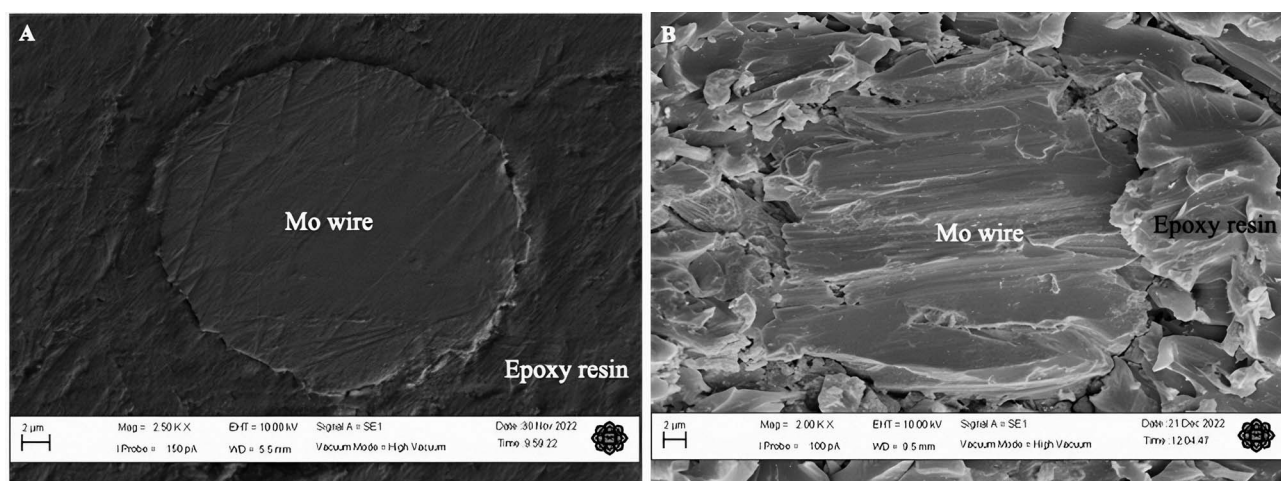 A
Mo wire
Epoxy resin
2 µm
Mag = 2.50 K X
EHT = 10.00 kV
Signal A = SE1
Date :30 Nov 2022
I Probe = 150 pA
WD = 5.5 mm
Vacuum Mode = High Vacuum
Time :9:59:22
B
Mo wire
Epoxy resin
2 µm
Mag = 2.00 K X
EHT = 10.00 kV
Signal A = SE1
Date :21 Dec 2022
I Probe = 100 pA
WD = 9.5 mm
Vacuum Mode = High Vacuum
Time :12:04:47